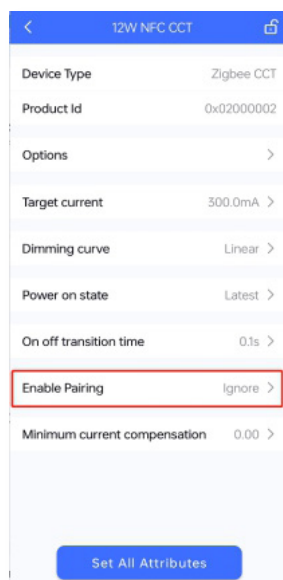 12W NFC CCT
Device Type Zigbee CCT
Product Id 0x02000002
Options
Target current 300.0mA
Dimming curve Linear
Power on state Latest
On off transition time 0.1s
Enable Pairing Ignore
Minimum current compensation 0.00
Set All Attributes